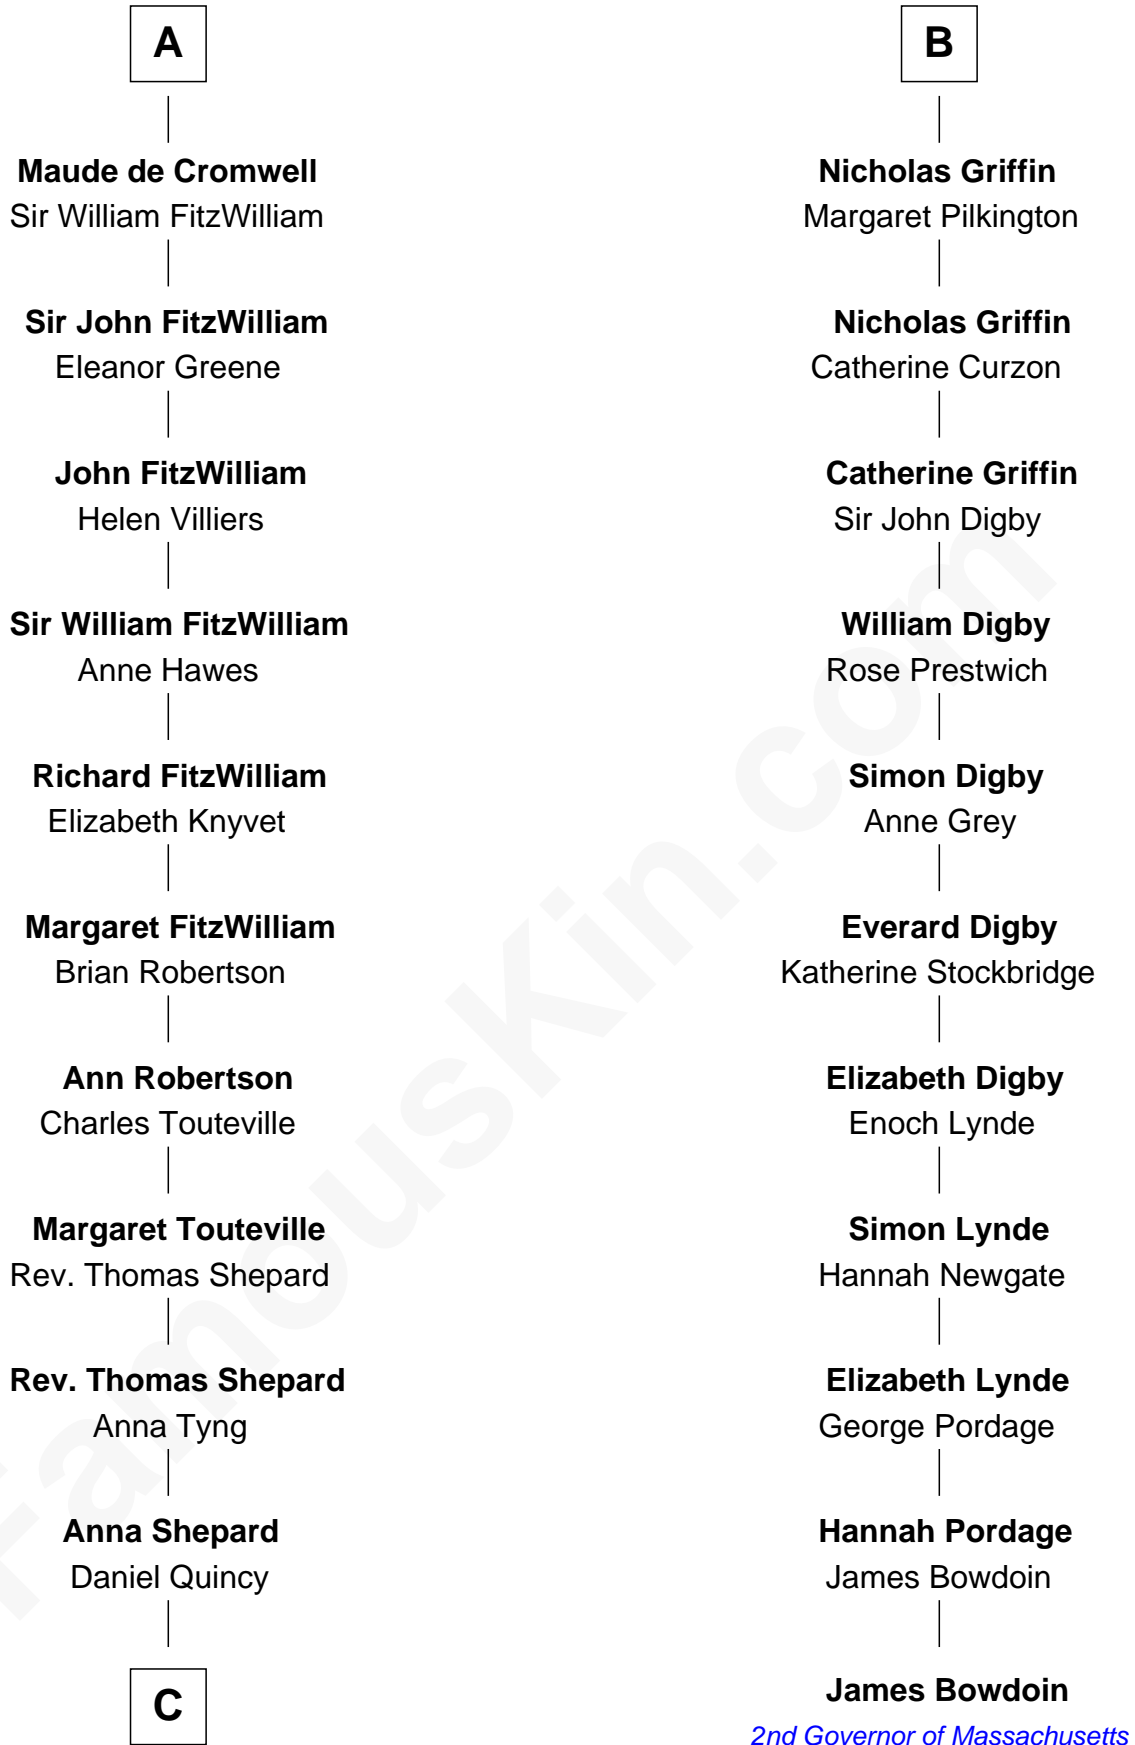 A
Maude de Cromwell
Sir William FitzWilliam
Sir John FitzWilliam
Eleanor Greene
John FitzWilliam
Helen Villiers
Sir William FitzWilliam
Anne Hawes
Richard FitzWilliam
Elizabeth Knyvet
Margaret FitzWilliam
Brian Robertson
Ann Robertson
Charles Touteville
Margaret Touteville
Rev. Thomas Shepard
Rev. Thomas Shepard
Anna Tyng
Anna Shepard
Daniel Quincy
C
B
Nicholas Griffin
Margaret Pilkington
Nicholas Griffin
Catherine Curzon
Catherine Griffin
Sir John Digby
William Digby
Rose Prestwich
Simon Digby
Anne Grey
Everard Digby
Katherine Stockbridge
Elizabeth Digby
Enoch Lynde
Simon Lynde
Hannah Newgate
Elizabeth Lynde
George Pordage
Hannah Pordage
James Bowdoin
James Bowdoin
2nd Governor of Massachusetts
FamousKin.com